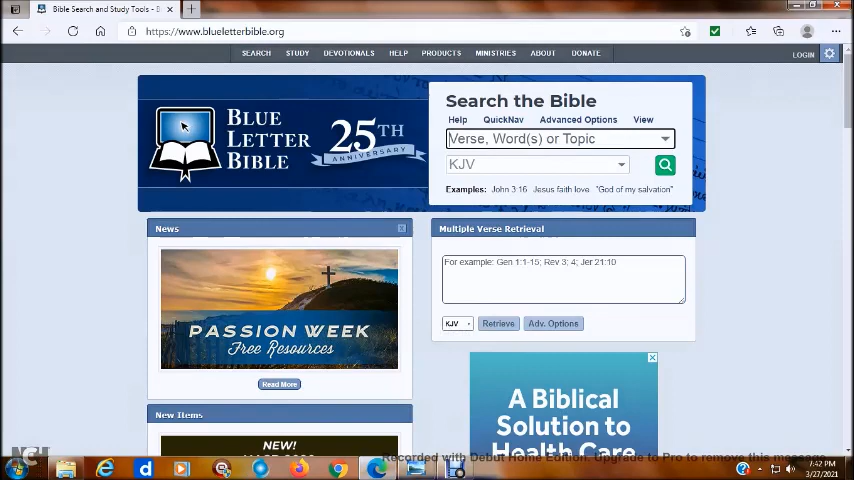 Bible Search and Study Tools - B
https://www.blueletterbible.org
SEARCH STUDY DEVOTIONALS HELP PRODUCTS MINISTRIES ABOUT DONATE LOGIN
BLUE
LETTER
BIBLE
25TH
ANNIVERSARY
Search the Bible
Help QuickNav Advanced Options View
Verse, Word(s) or Topic
KJV
Examples: John 3:16 Jesus faith love "God of my salvation"
News
PASSION WEEK
Free Resources
Read More
New Items
NEW!
Multiple Verse Retrieval
For example: Gen 1:1-15; Rev 3; 4; Jer 21:10
KJV Retrieve Adv. Options
A Biblical
Solution to
Health Care
Recorded with Debut Home Edition. Upgrade to Pro to remove this message.
NCH
7:42 PM
3/27/2021